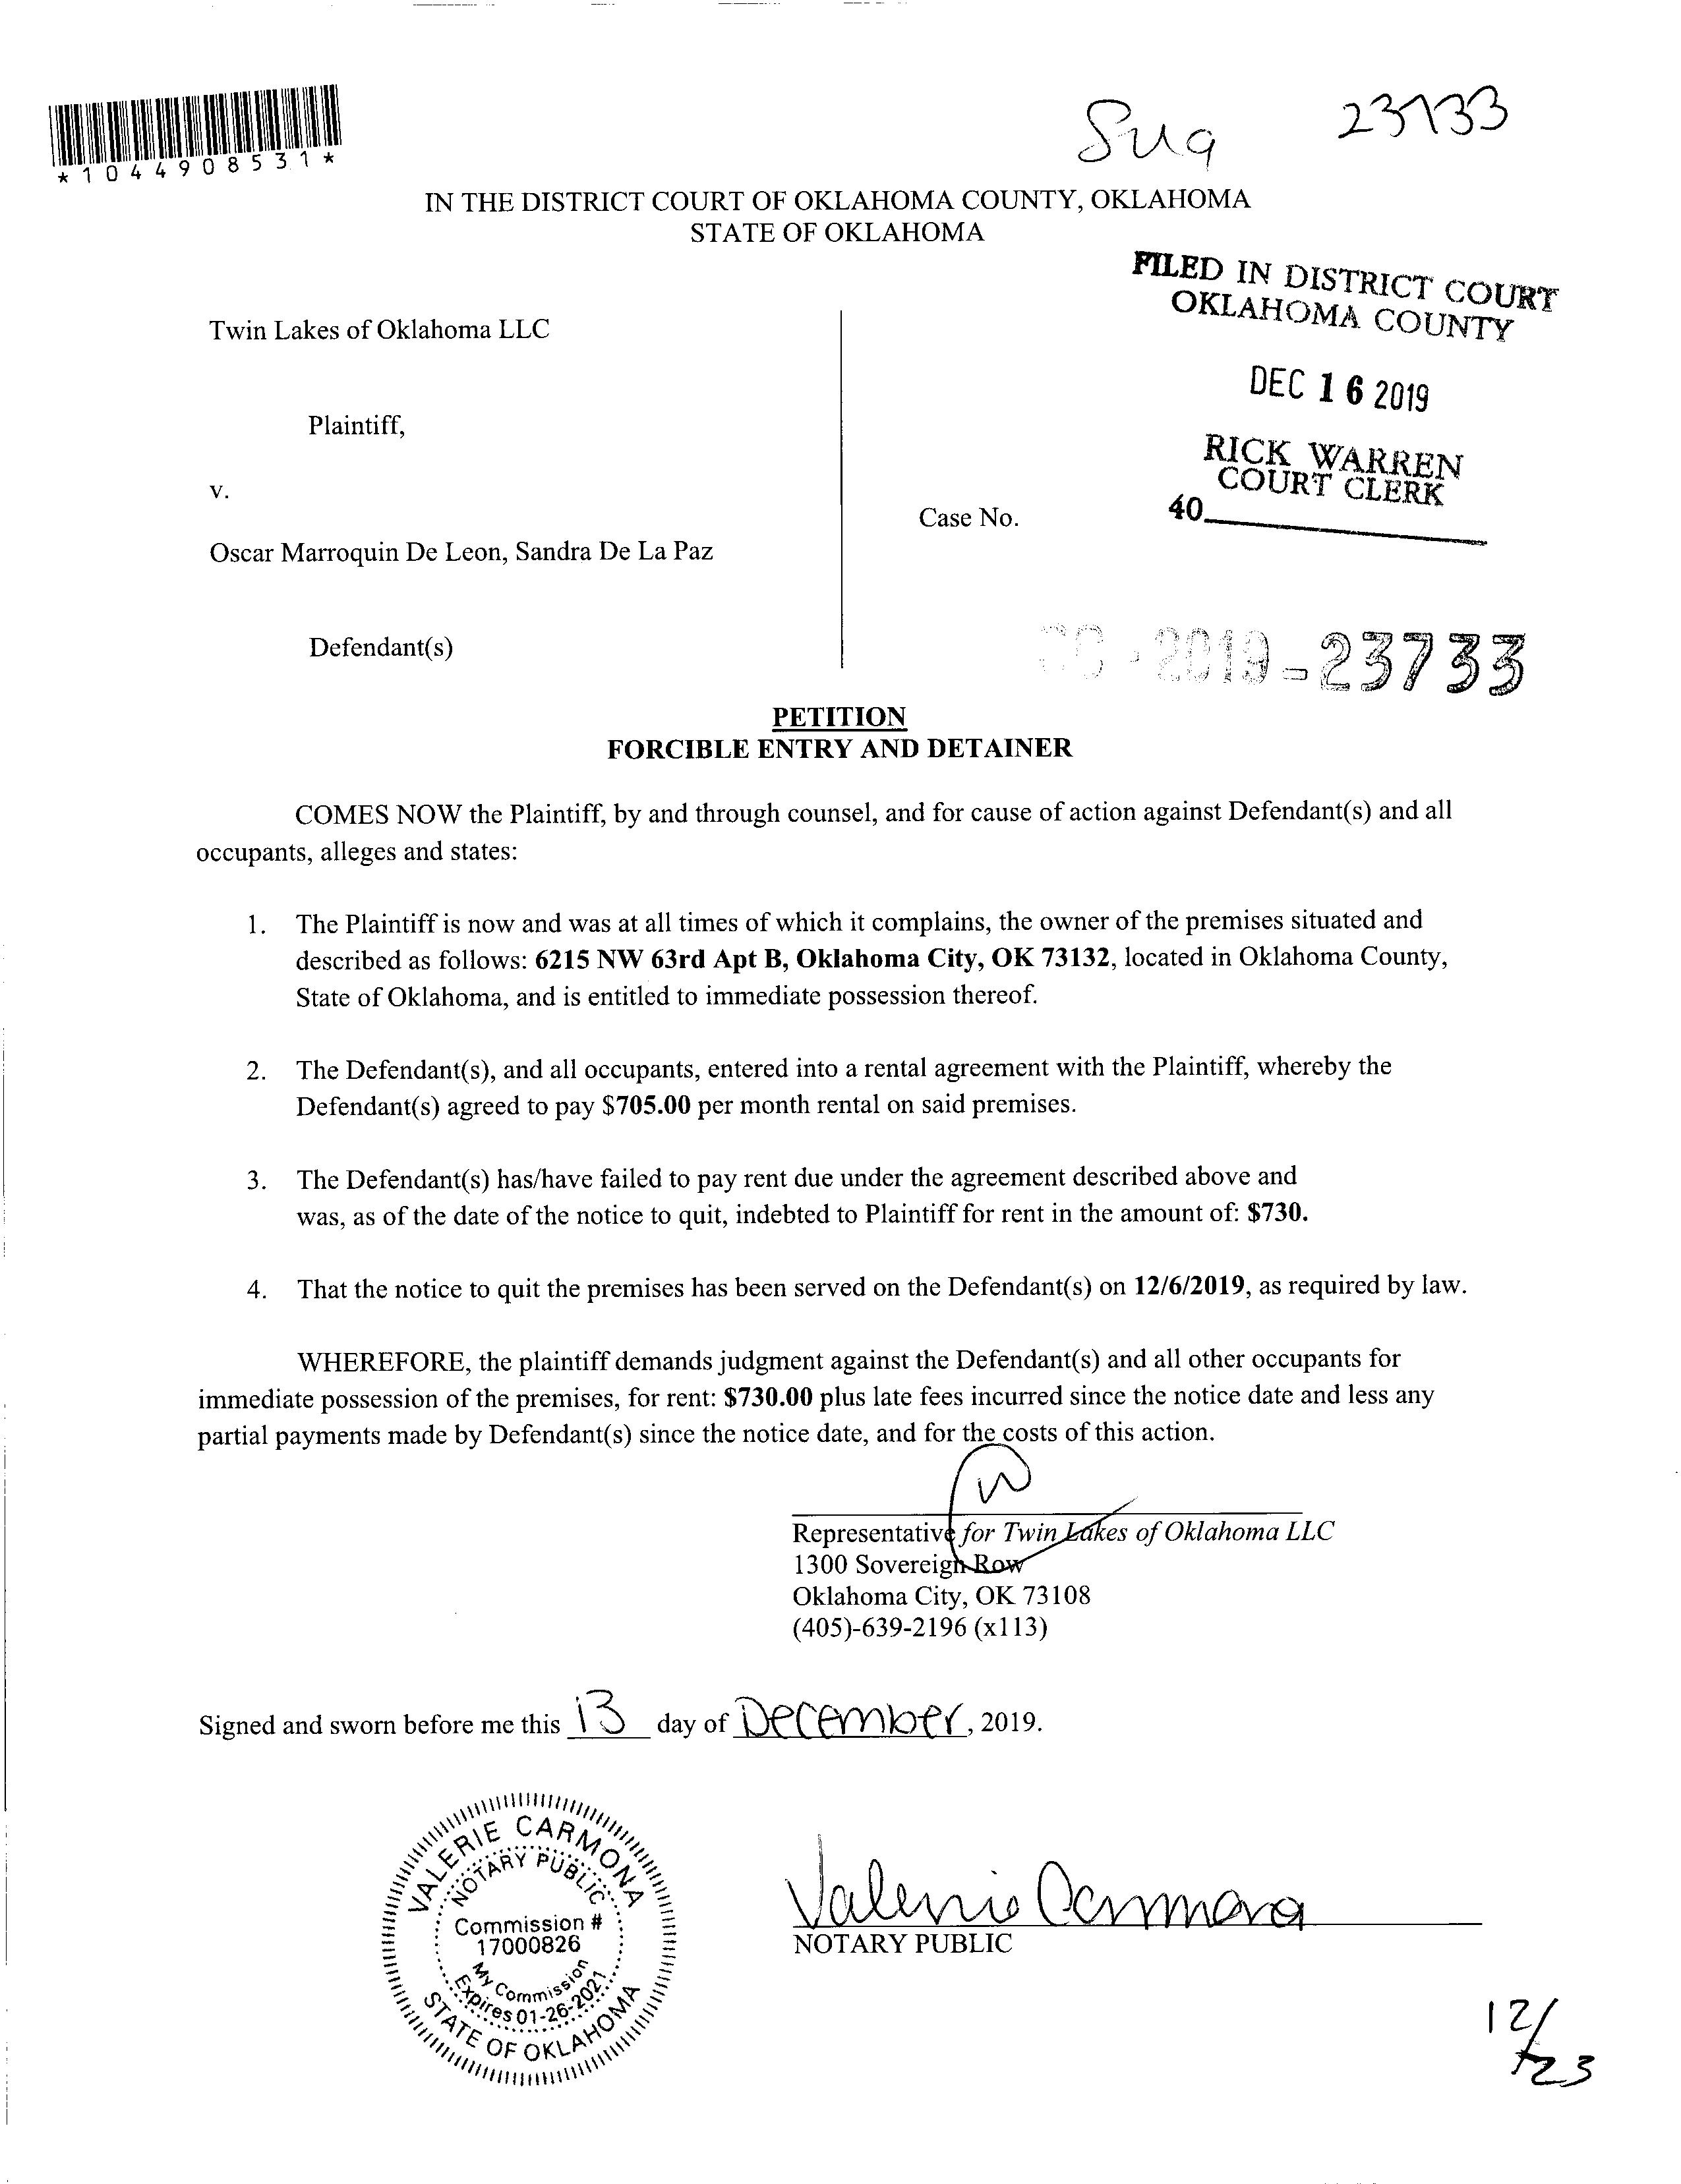 *1044908531*
23733
IN THE DISTRICT COURT OF OKLAHOMA COUNTY, OKLAHOMA
STATE OF OKLAHOMA
FILED IN DISTRICT COURT
OKLAHOMA COUNTY
DEC 16 2019
RICK WARREN
COURT CLERK
40
Twin Lakes of Oklahoma LLC
Plaintiff,
v.
Case No.
Oscar Marroquin De Leon, Sandra De La Paz
Defendant(s)
-2019-23733
PETITION
FORCIBLE ENTRY AND DETAINER
COMES NOW the Plaintiff, by and through counsel, and for cause of action against Defendant(s) and all
occupants, alleges and states:
1. The Plaintiff is now and was at all times of which it complains, the owner of the premises situated and
described as follows: 6215 NW 63rd Apt B, Oklahoma City, OK 73132, located in Oklahoma County,
State of Oklahoma, and is entitled to immediate possession thereof.
2. The Defendant(s), and all occupants, entered into a rental agreement with the Plaintiff, whereby the
Defendant(s) agreed to pay $705.00 per month rental on said premises.
3. The Defendant(s) has/have failed to pay rent due under the agreement described above and
was, as of the date of the notice to quit, indebted to Plaintiff for rent in the amount of: $730.
4. That the notice to quit the premises has been served on the Defendant(s) on 12/6/2019, as required by law.
WHEREFORE, the plaintiff demands judgment against the Defendant(s) and all other occupants for
immediate possession of the premises, for rent: $730.00 plus late fees incurred since the notice date and less any
partial payments made by Defendant(s) since the notice date, and for the costs of this action.
Representative for Twin Lakes of Oklahoma LLC
1300 Sovereign Row
Oklahoma City, OK 73108
(405)-639-2196 (x113)
Signed and sworn before me this 13 day of December, 2019.
VALERIE CARMONA
NOTARY PUBLIC
Commission #
17000826
My Commission
Expires 01-26-2021
STATE OF OKLAHOMA
Valerie Carmona
NOTARY PUBLIC
12/23